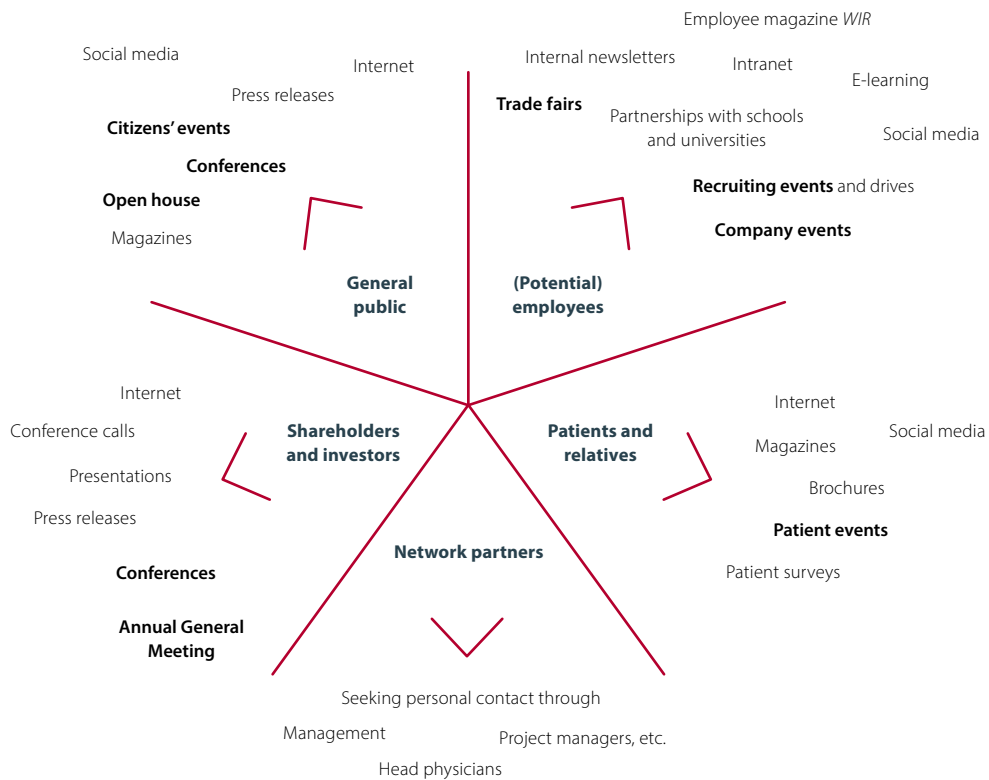 Social media
Internet
Press releases
Citizens’ events
Conferences
Open house
Magazines
General
public
Employee magazine WIR
Internal newsletters
Intranet
E-learning
Trade fairs
Partnerships with schools
and universities
Social media
Recruiting events and drives
Company events
(Potential)
employees
Internet
Conference calls
Presentations
Press releases
Conferences
Annual General
Meeting
Shareholders
and investors
Patients and
relatives
Internet
Social media
Magazines
Brochures
Patient events
Patient surveys
Network partners
Seeking personal contact through
Management
Project managers, etc.
Head physicians